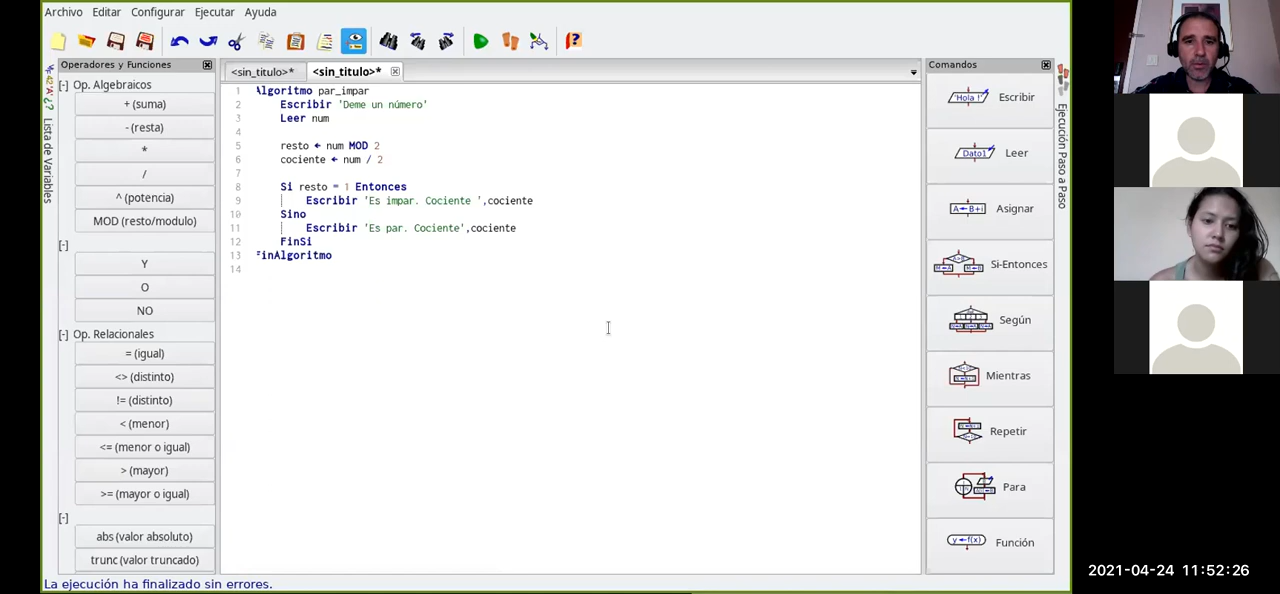 Archivo Editar Configurar Ejecutar Ayuda
Operadores y Funciones
Lista de Variables
[-] Op. Algebraicos
+ (suma)
- (resta)
*
/
^ (potencia)
MOD (resto/modulo)
[-]
Y
O
NO
[-] Op. Relacionales
= (igual)
<> (distinto)
!= (distinto)
< (menor)
<= (menor o igual)
> (mayor)
>= (mayor o igual)
[-]
abs (valor absoluto)
trunc (valor truncado)
<sin_titulo>* <sin_titulo>*
1 Algoritmo par_impar
2 Escribir 'Deme un número'
3 Leer num
4
5 resto ← num MOD 2
6 cociente ← num / 2
7
8 Si resto = 1 Entonces
9 Escribir 'Es impar. Cociente ',cociente
10 Sino
11 Escribir 'Es par. Cociente',cociente
12 FinSi
13 FinAlgoritmo
14
Comandos
'Hola !' Escribir
Dato1 Leer
A←B+i Asignar
Si-Entonces
Según
Mientras
Repetir
Para
y←f(x) Función
Ejecución Paso a Paso
La ejecución ha finalizado sin errores.
2021-04-24 11:52:26